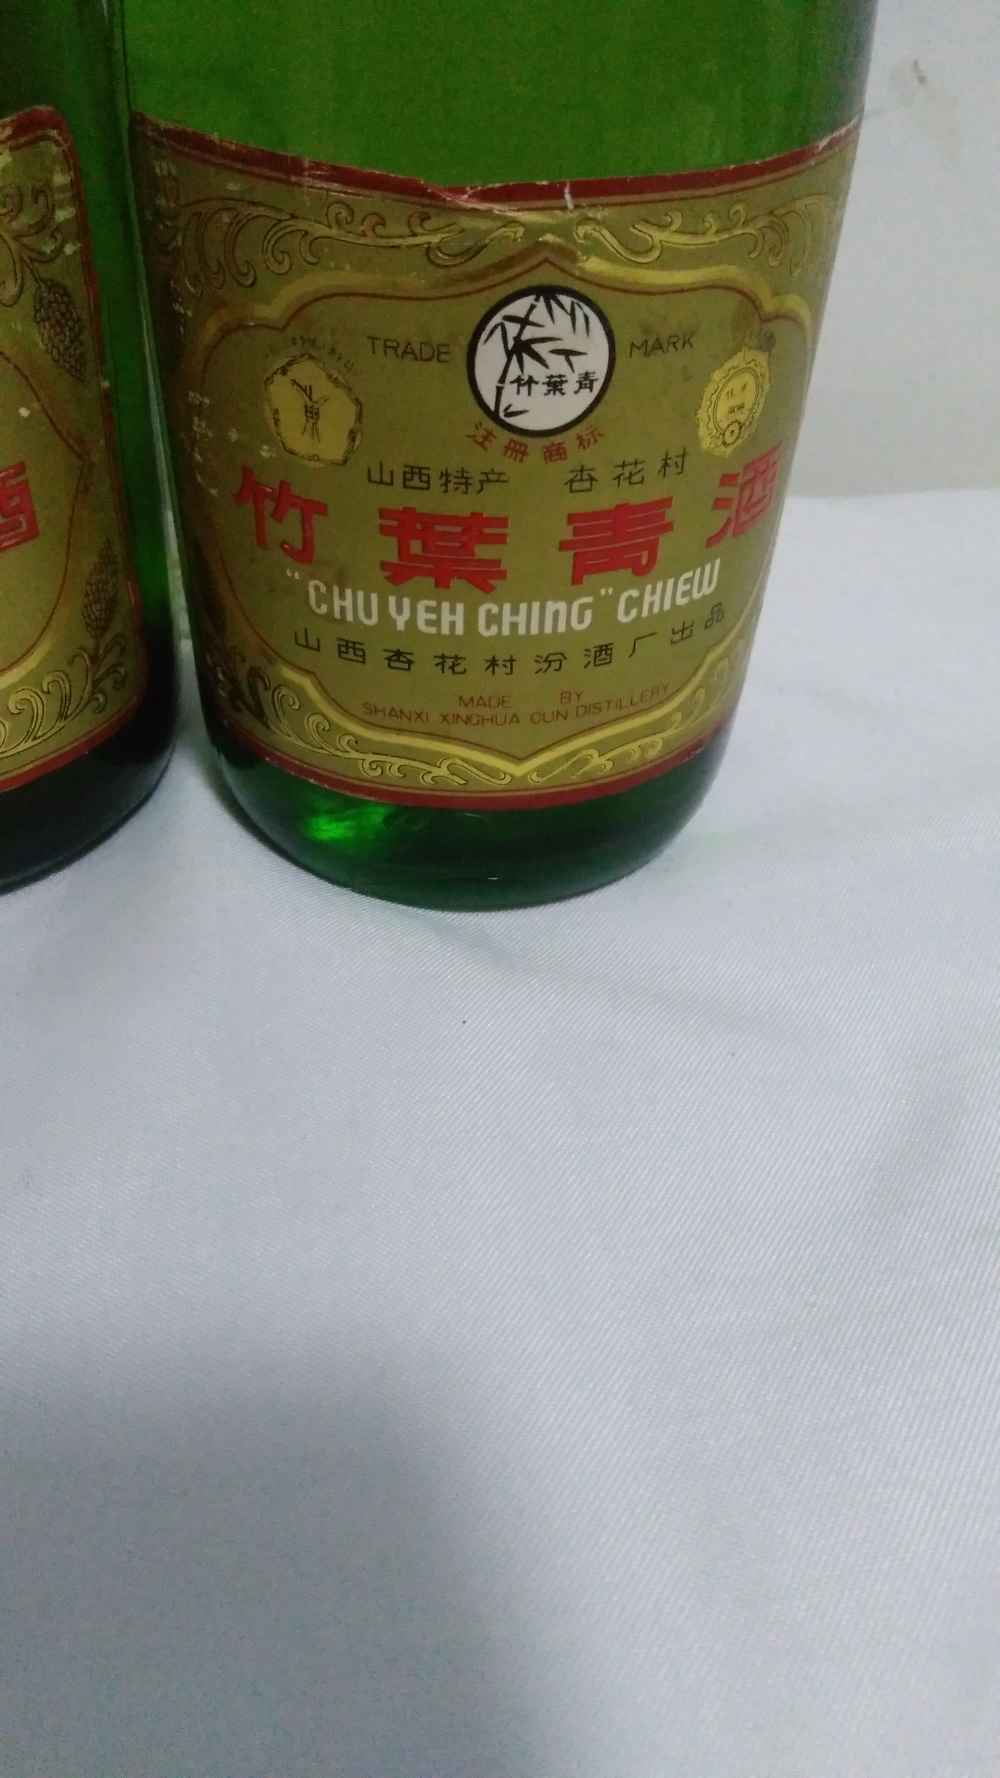 TRADE MARK
竹葉青
注册商标
山西特产 杏花村
竹葉青酒
"CHU YEH CHING" CHIEW
山西杏花村汾酒厂出品
MADE BY
SHANXI XINGHUA CUN DISTILLERY
酒